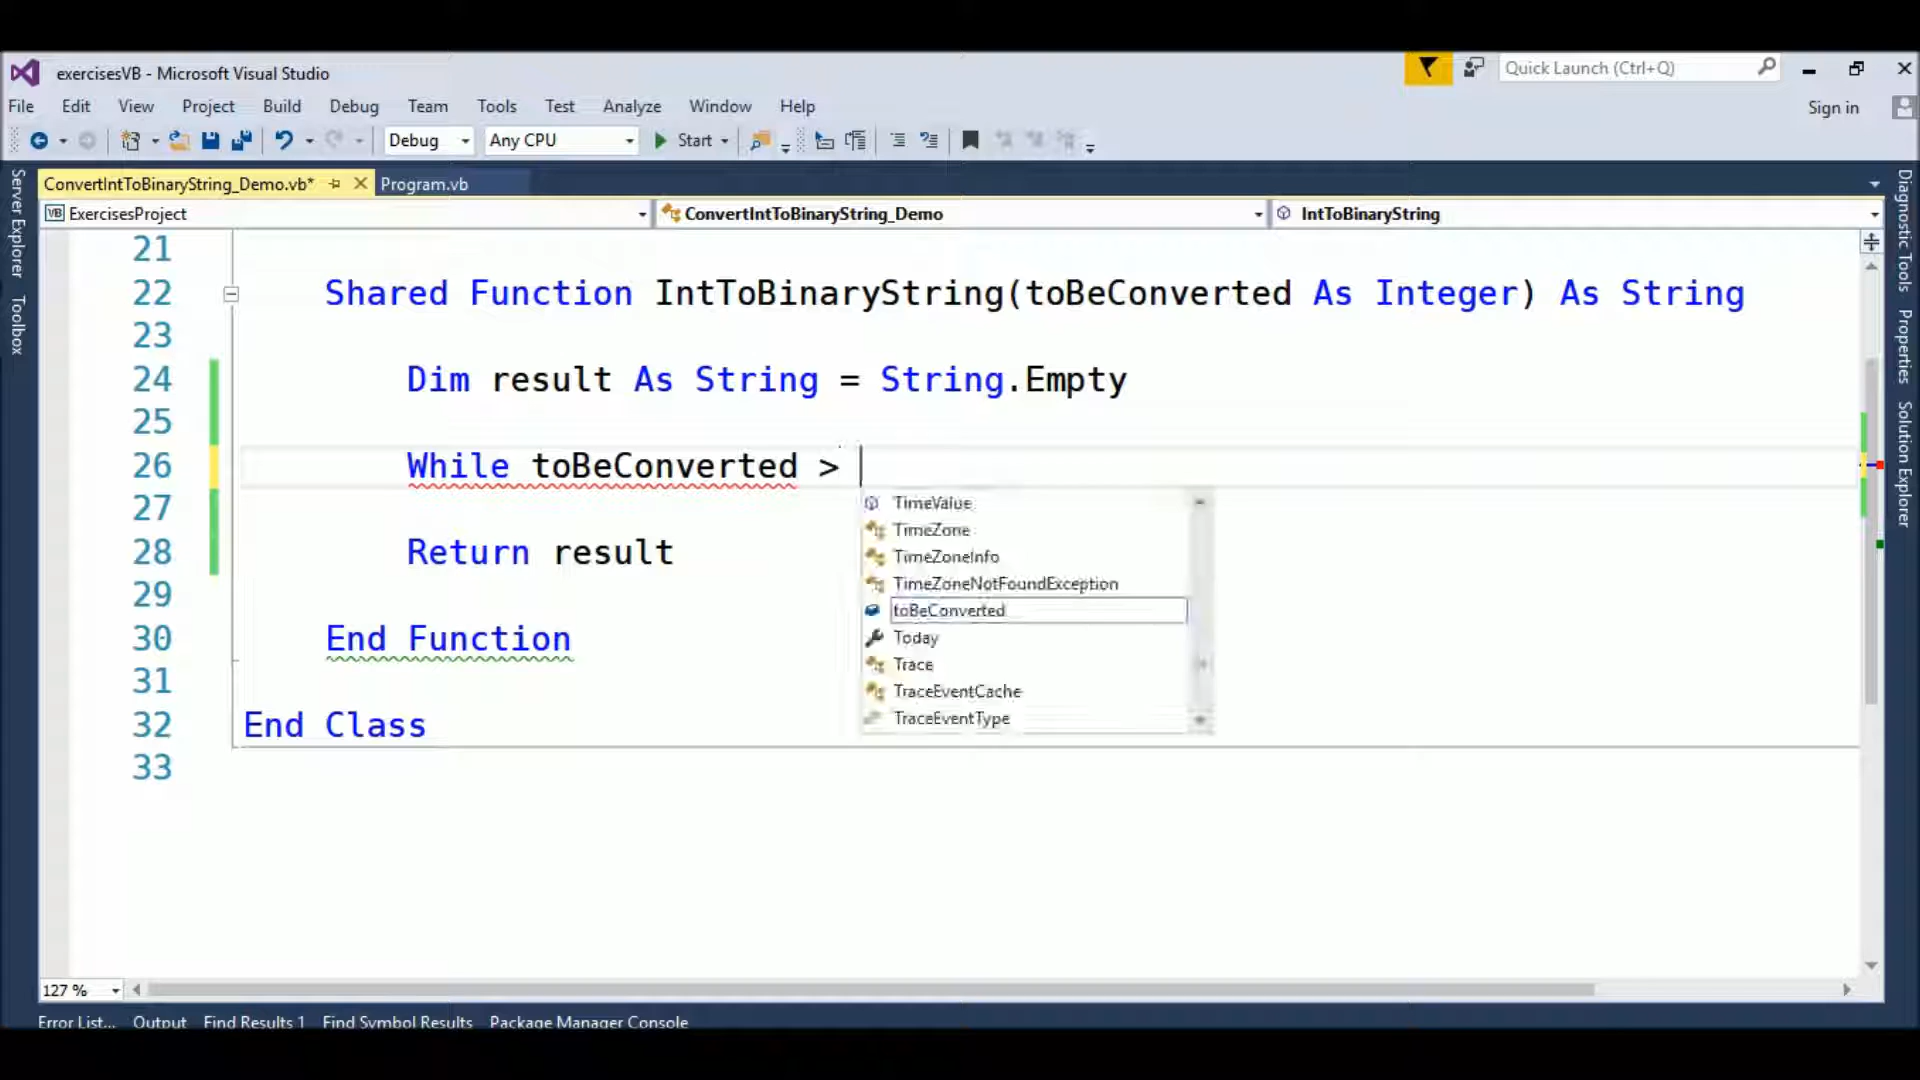 exercisesVB - Microsoft Visual Studio
Quick Launch (Ctrl+Q)
File Edit View Project Build Debug Team Tools Test Analyze Window Help
Sign in
Debug Any CPU Start
ConvertIntToBinaryString_Demo.vb* Program.vb
VB ExercisesProject ConvertIntToBinaryString_Demo IntToBinaryString
Server Explorer
Toolbox
Diagnostic Tools
Properties
Solution Explorer
21
22 Shared Function IntToBinaryString(toBeConverted As Integer) As String
23
24 Dim result As String = String.Empty
25
26 While toBeConverted >
27
28 Return result
29
30 End Function
31
32 End Class
33
TimeValue
TimeZone
TimeZoneInfo
TimeZoneNotFoundException
toBeConverted
Today
Trace
TraceEventCache
TraceEventType
127 %
Error List... Output Find Results 1 Find Symbol Results Package Manager Console